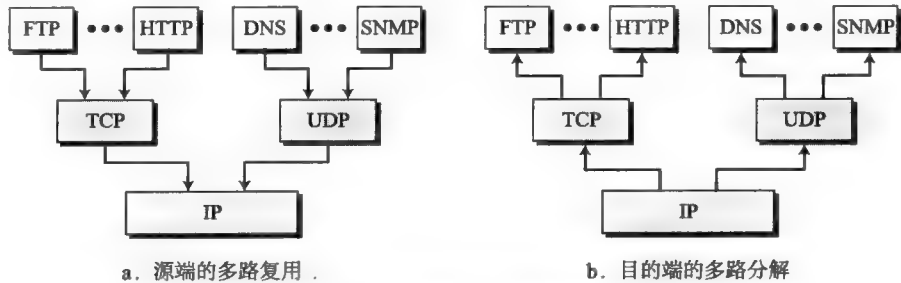 FTP ••• HTTP DNS ••• SNMP
TCP UDP
IP
a. 源端的多路复用
FTP ••• HTTP DNS ••• SNMP
TCP UDP
IP
b. 目的端的多路分解